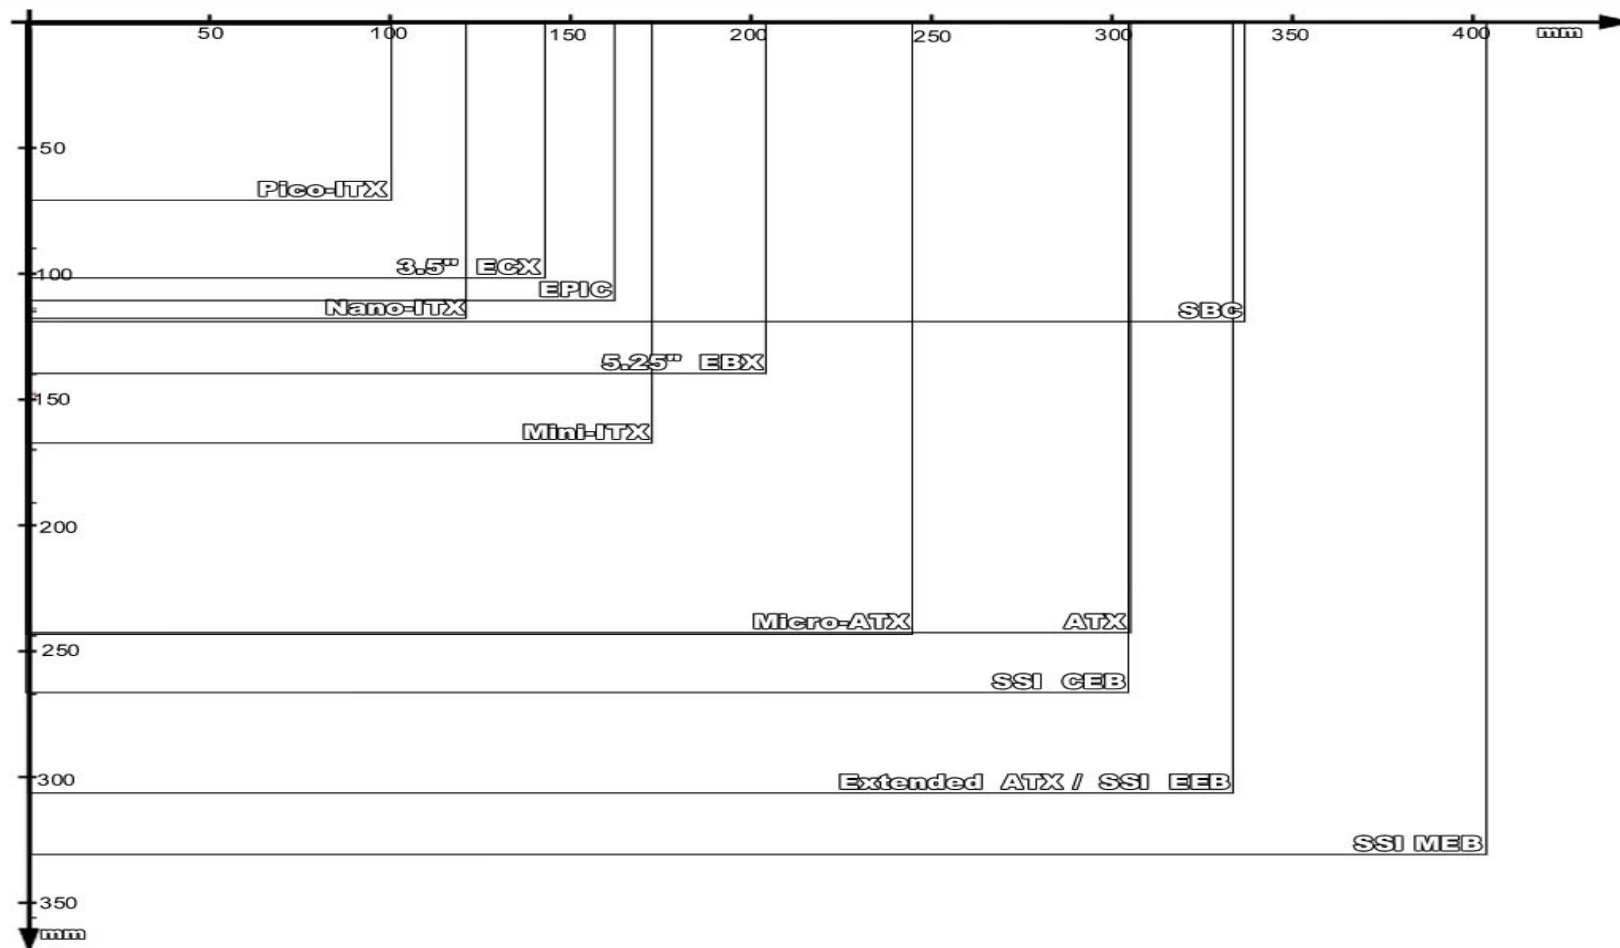 50 100 150 200 250 300 350 400 mm
50
Pico-ITX
3.5" ECX
100
EPIC
Nano-ITX SBC
5.25" EBX
150
Mini-ITX
200
Micro-ATX ATX
250
SSI CEB
300
Extended ATX / SSI EEB
SSI MEB
350
mm